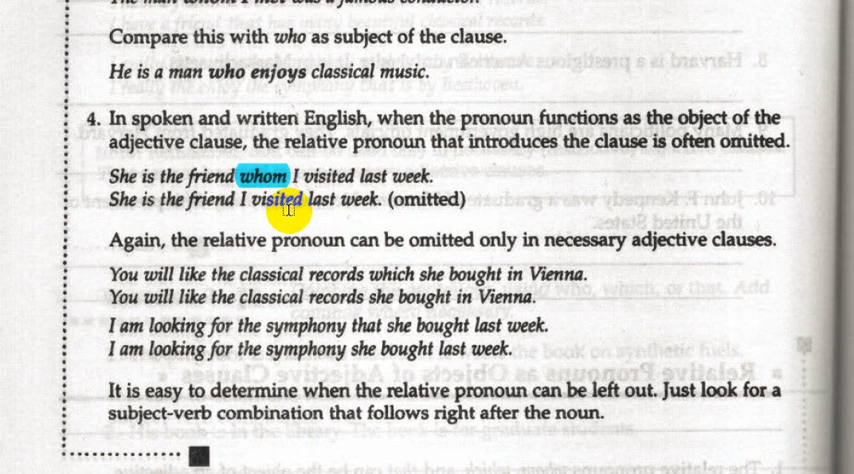 Compare this with who as subject of the clause.
He is a man who enjoys classical music.
4. In spoken and written English, when the pronoun functions as the object of the
adjective clause, the relative pronoun that introduces the clause is often omitted.
She is the friend whom I visited last week.
She is the friend I visited last week. (omitted)
Again, the relative pronoun can be omitted only in necessary adjective clauses.
You will like the classical records which she bought in Vienna.
You will like the classical records she bought in Vienna.
I am looking for the symphony that she bought last week.
I am looking for the symphony she bought last week.
It is easy to determine when the relative pronoun can be left out. Just look for a
subject-verb combination that follows right after the noun.